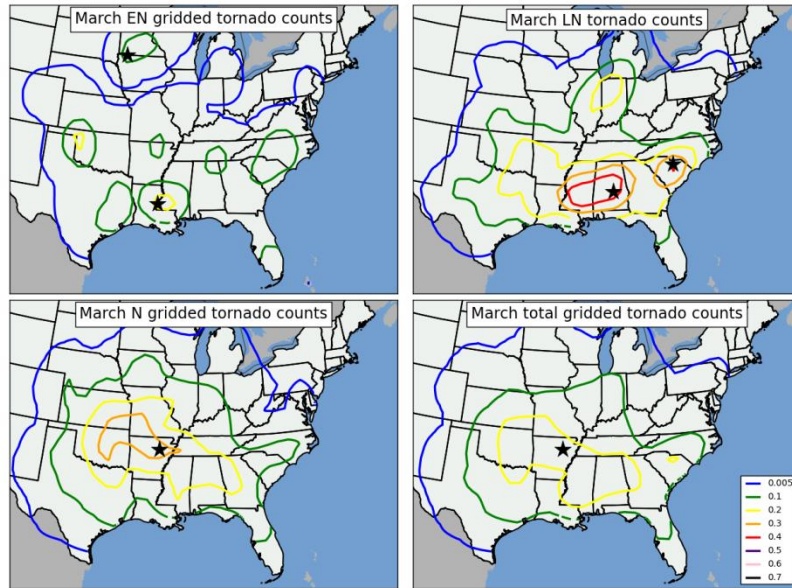 March EN gridded tornado counts
March LN tornado counts
March N gridded tornado counts
March total gridded tornado counts
0.005
0.1
0.2
0.3
0.4
0.5
0.6
0.7